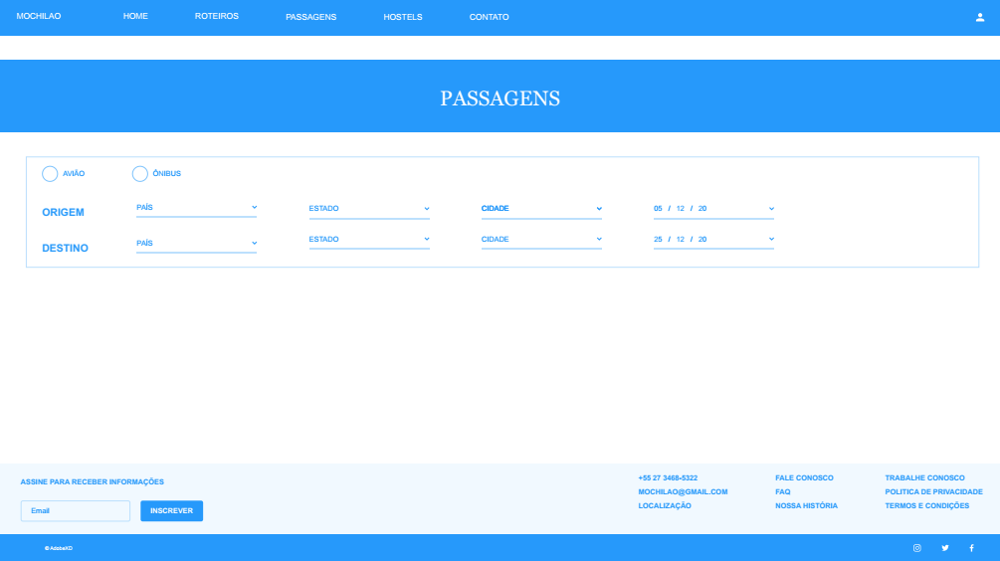 MOCHILAO HOME ROTEIROS PASSAGENS HOSTELS CONTATO
PASSAGENS
AVIÃO ÔNIBUS
ORIGEM PAÍS ESTADO CIDADE 05 / 12 / 20
DESTINO PAÍS ESTADO CIDADE 25 / 12 / 20
ASSINE PARA RECEBER INFORMAÇÕES
Email INSCREVER
+55 27 3468-5322 FALE CONOSCO TRABALHE CONOSCO
MOCHILAO@GMAIL.COM FAQ POLITICA DE PRIVACIDADE
LOCALIZAÇÃO NOSSA HISTÓRIA TERMOS E CONDIÇÕES
© AdobeXD